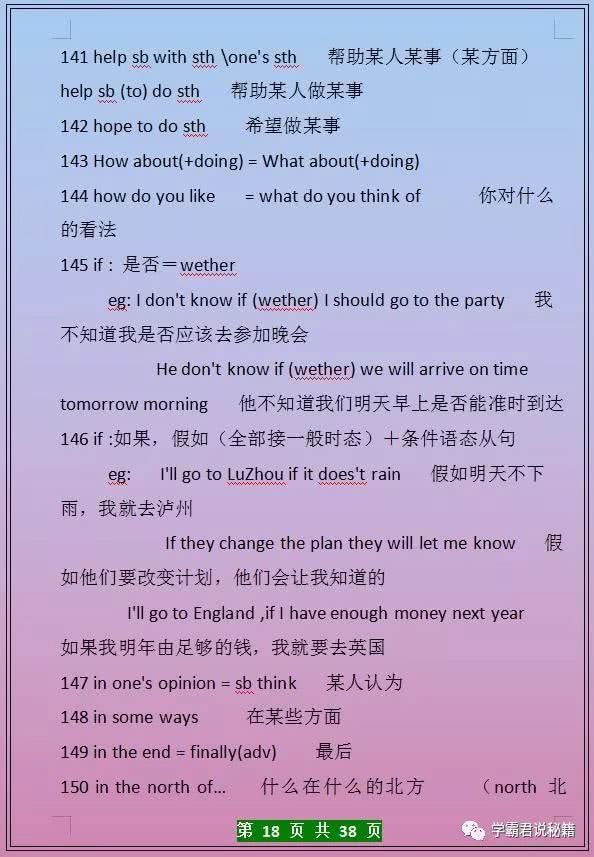 141 help sb with sth \one's sth 帮助某人某事（某方面）
help sb (to) do sth 帮助某人做某事
142 hope to do sth 希望做某事
143 How about(+doing) = What about(+doing)
144 how do you like = what do you think of 你对什么
的看法
145 if : 是否＝wether
eg: I don't know if (wether) I should go to the party 我
不知道我是否应该去参加晚会
He don't know if (wether) we will arrive on time
tomorrow morning 他不知道我们明天早上是否能准时到达
146 if :如果，假如（全部接一般时态）＋条件语态从句
eg: I'll go to LuZhou if it does't rain 假如明天不下
雨，我就去泸州
If they change the plan they will let me know 假
如他们要改变计划，他们会让我知道的
I'll go to England ,if I have enough money next year
如果我明年由足够的钱，我就要去英国
147 in one's opinion = sb think 某人认为
148 in some ways 在某些方面
149 in the end = finally(adv) 最后
150 in the north of... 什么在什么的北方 （north 北
第 18 页 共 38 页
学霸君说秘籍